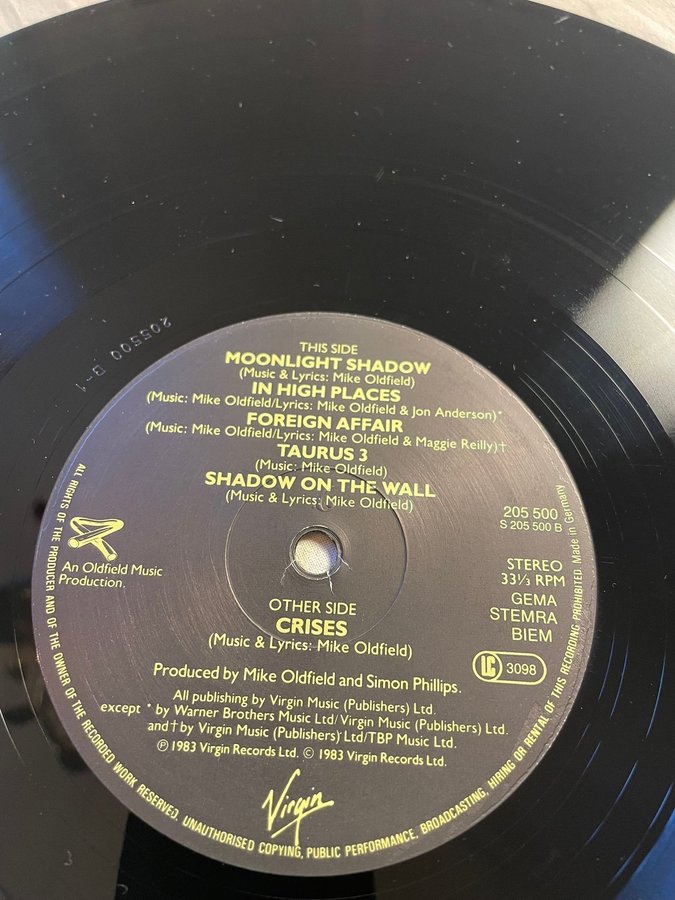 205500 B-1
THIS SIDE
MOONLIGHT SHADOW
(Music & Lyrics: Mike Oldfield)
IN HIGH PLACES
(Music: Mike Oldfield/Lyrics: Mike Oldfield & Jon Anderson)*
FOREIGN AFFAIR
(Music: Mike Oldfield/Lyrics: Mike Oldfield & Maggie Reilly)†
TAURUS 3
(Music: Mike Oldfield)
SHADOW ON THE WALL
(Music & Lyrics: Mike Oldfield)
205 500
S 205 500 B
An Oldfield Music
Production.
STEREO
33⅓ RPM
GEMA
STEMRA
BIEM
LC 3098
OTHER SIDE
CRISES
(Music & Lyrics: Mike Oldfield)
Produced by Mike Oldfield and Simon Phillips.
All publishing by Virgin Music (Publishers) Ltd.
except * by Warner Brothers Music Ltd/Virgin Music (Publishers) Ltd.
and † by Virgin Music (Publishers) Ltd/TBP Music Ltd.
℗ 1983 Virgin Records Ltd. © 1983 Virgin Records Ltd.
Virgin
ALL RIGHTS OF THE PRODUCER AND OF THE OWNER OF THE RECORDED WORK RESERVED. UNAUTHORISED COPYING, PUBLIC PERFORMANCE, BROADCASTING, HIRING OR RENTAL OF THIS RECORDING PROHIBITED. Made in Germany